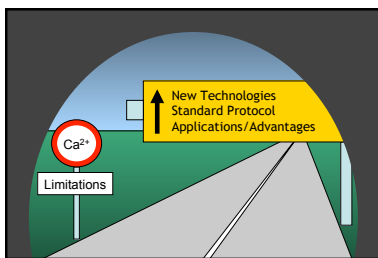 New Technologies
Standard Protocol
Applications/Advantages
Ca²⁺
Limitations